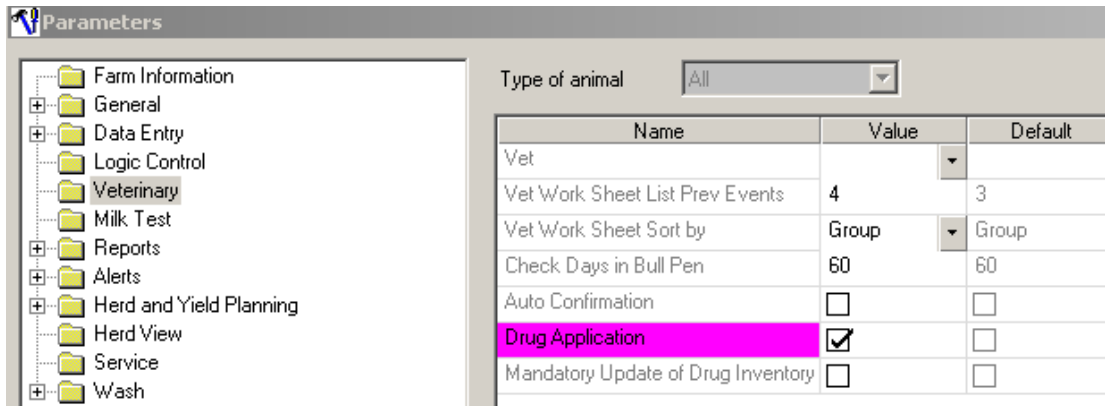 Parameters
Farm Information
General
Data Entry
Logic Control
Veterinary
Milk Test
Reports
Alerts
Herd and Yield Planning
Herd View
Service
Wash
Type of animal All
Name Value Default
Vet
Vet Work Sheet List Prev Events 4 3
Vet Work Sheet Sort by Group Group
Check Days in Bull Pen 60 60
Auto Confirmation
Drug Application
Mandatory Update of Drug Inventory